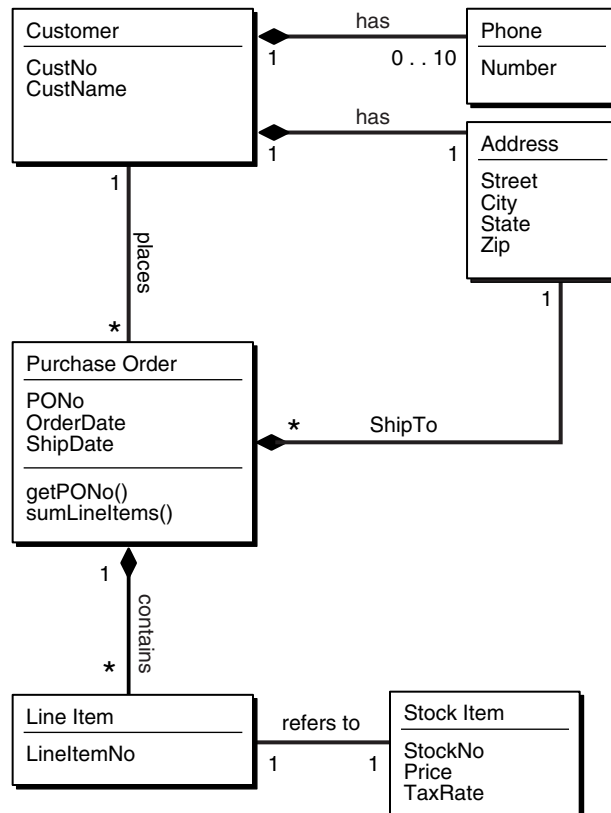 Customer
CustNo
CustName
has
1
0 . . 10
Phone
Number
has
1
1
Address
Street
City
State
Zip
1
places
*
1
Purchase Order
PONo
OrderDate
ShipDate
getPONo()
sumLineItems()
*
ShipTo
1
contains
*
Line Item
LineItemNo
refers to
1
1
Stock Item
StockNo
Price
TaxRate